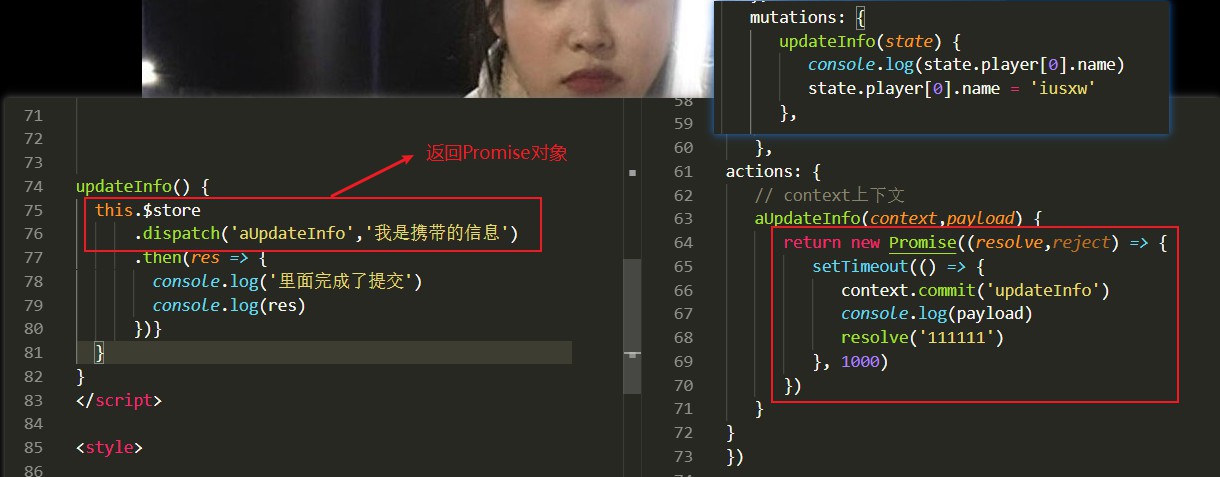 71
72
73
返回Promise对象
74 updateInfo() {
75 this.$store
76 .dispatch('aUpdateInfo','我是携带的信息')
77 .then(res => {
78 console.log('里面完成了提交')
79 console.log(res)
80 })}
81 }
82 }
83 </script>
84
85 <style>
86
mutations: {
updateInfo(state) {
console.log(state.player[0].name)
state.player[0].name = 'iusxw'
},
58
59
60 },
61 actions: {
62 // context上下文
63 aUpdateInfo(context,payload) {
64 return new Promise((resolve,reject) => {
65 setTimeout(() => {
66 context.commit('updateInfo')
67 console.log(payload)
68 resolve('111111')
69 }, 1000)
70 })
71 }
72 }
73 })